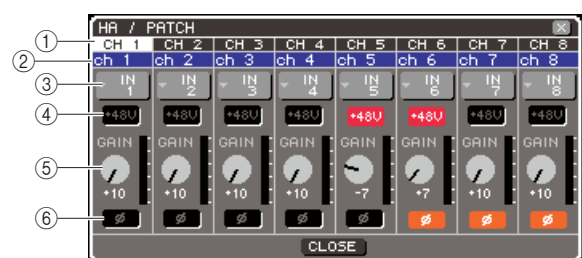 HA / PATCH
① CH 1 CH 2 CH 3 CH 4 CH 5 CH 6 CH 7 CH 8
② ch 1 ch 2 ch 3 ch 4 ch 5 ch 6 ch 7 ch 8
③ IN IN IN IN IN IN IN IN
1 2 3 4 5 6 7 8
④ +48V +48V +48V +48V +48V +48V +48V +48V
GAIN GAIN GAIN GAIN GAIN GAIN GAIN GAIN
⑤
+10 +10 +10 +10 -7 +7 +10 +10
⑥ ø ø ø ø ø ø ø ø
CLOSE